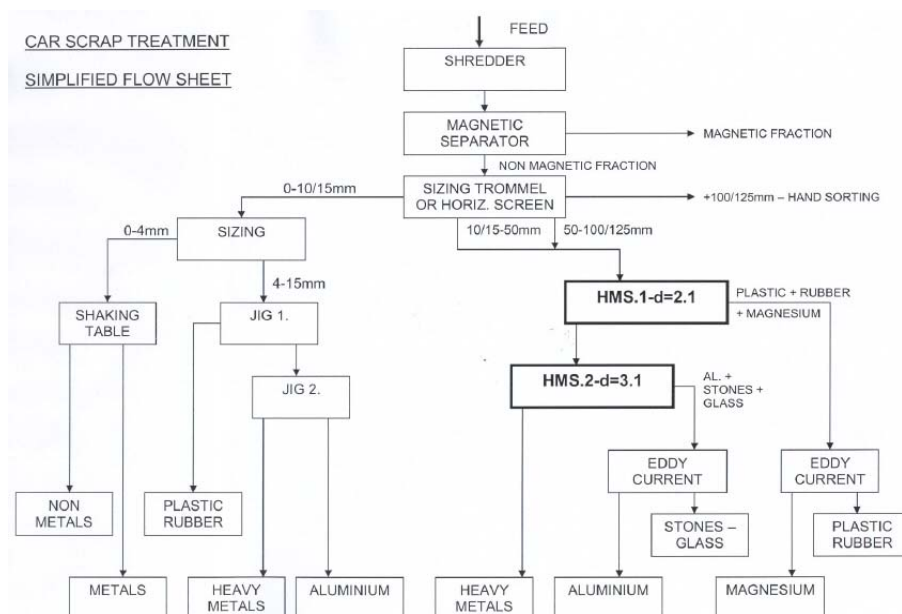 CAR SCRAP TREATMENT
SIMPLIFIED FLOW SHEET
FEED
SHREDDER
MAGNETIC
SEPARATOR
MAGNETIC FRACTION
NON MAGNETIC FRACTION
0-10/15mm
SIZING TROMMEL
OR HORIZ. SCREEN
+100/125mm – HAND SORTING
0-4mm
SIZING
10/15-50mm
50-100/125mm
4-15mm
HMS.1-d=2.1
PLASTIC + RUBBER
+ MAGNESIUM
SHAKING
TABLE
JIG 1.
JIG 2.
HMS.2-d=3.1
AL. +
STONES +
GLASS
EDDY
CURRENT
EDDY
CURRENT
NON
METALS
PLASTIC
RUBBER
STONES –
GLASS
PLASTIC
RUBBER
METALS
HEAVY
METALS
ALUMINIUM
HEAVY
METALS
ALUMINIUM
MAGNESIUM